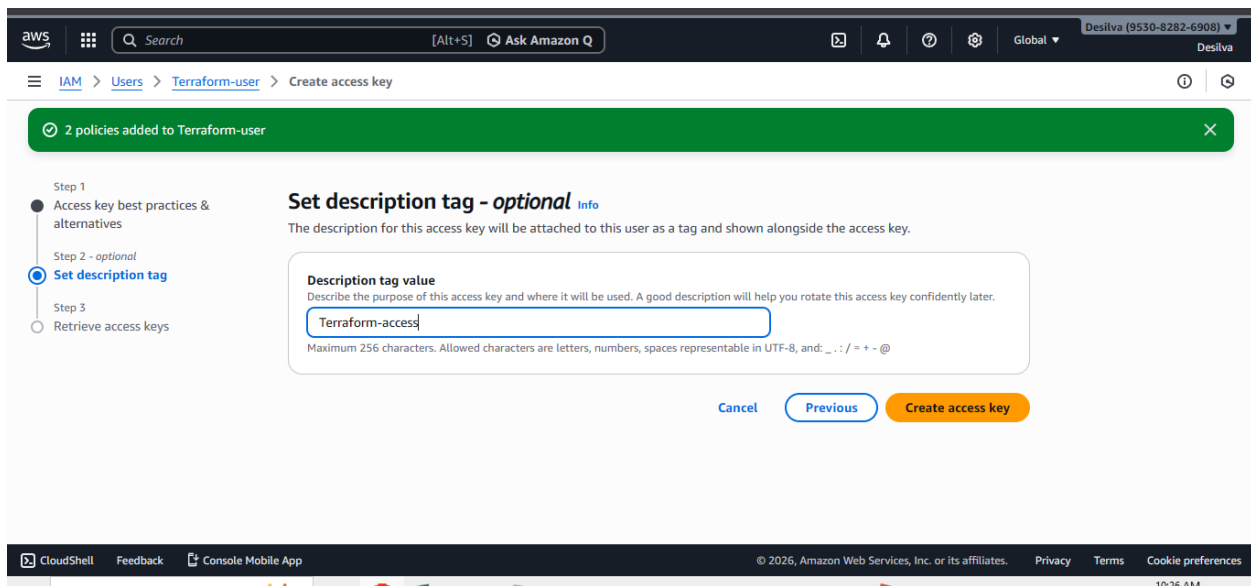 aws
Search [Alt+S] Ask Amazon Q Global Desilva (9530-8282-6908)
Desilva
IAM > Users > Terraform-user > Create access key
2 policies added to Terraform-user
Step 1
Access key best practices &
alternatives
Step 2 - optional
Set description tag
Step 3
Retrieve access keys
Set description tag - optional Info
The description for this access key will be attached to this user as a tag and shown alongside the access key.
Description tag value
Describe the purpose of this access key and where it will be used. A good description will help you rotate this access key confidently later.
Terraform-access
Maximum 256 characters. Allowed characters are letters, numbers, spaces representable in UTF-8, and: _ . : / = + - @
Cancel Previous Create access key
CloudShell Feedback Console Mobile App © 2026, Amazon Web Services, Inc. or its affiliates. Privacy Terms Cookie preferences
10:26 AM